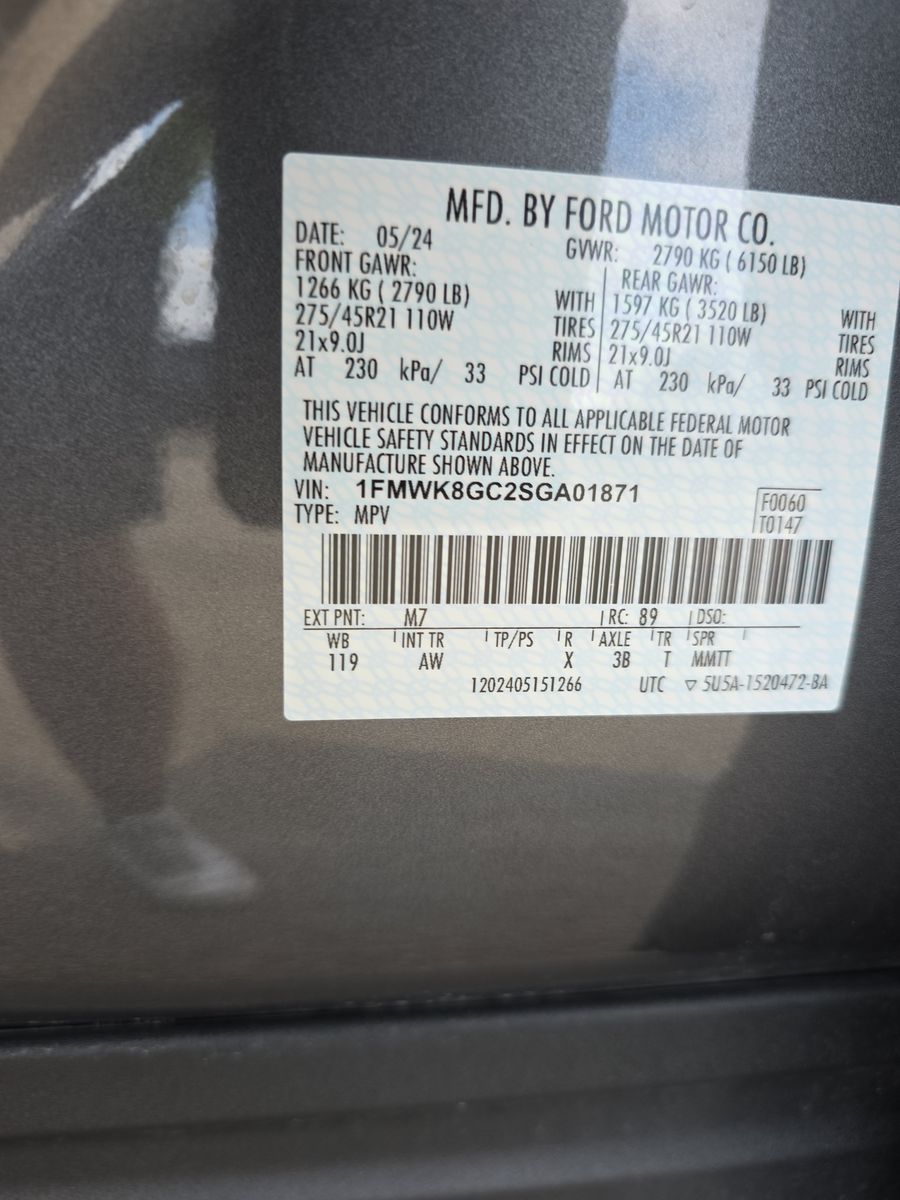 MFD. BY FORD MOTOR CO.
DATE: 05/24 GVWR: 2790 KG ( 6150 LB)
FRONT GAWR: REAR GAWR:
1266 KG ( 2790 LB) WITH 1597 KG ( 3520 LB) WITH
275/45R21 110W TIRES 275/45R21 110W TIRES
21x9.0J RIMS 21x9.0J RIMS
AT 230 kPa/ 33 PSI COLD AT 230 kPa/ 33 PSI COLD
THIS VEHICLE CONFORMS TO ALL APPLICABLE FEDERAL MOTOR
VEHICLE SAFETY STANDARDS IN EFFECT ON THE DATE OF
MANUFACTURE SHOWN ABOVE.
VIN: 1FMWK8GC2SGA01871
F0060
TYPE: MPV T0147
EXT PNT: M7 RC: 89 DSO:
WB INT TR TP/PS R AXLE TR SPR
119 AW X 3B T MMTT
1202405151266 UTC ▽ 5U5A-1520472-BA